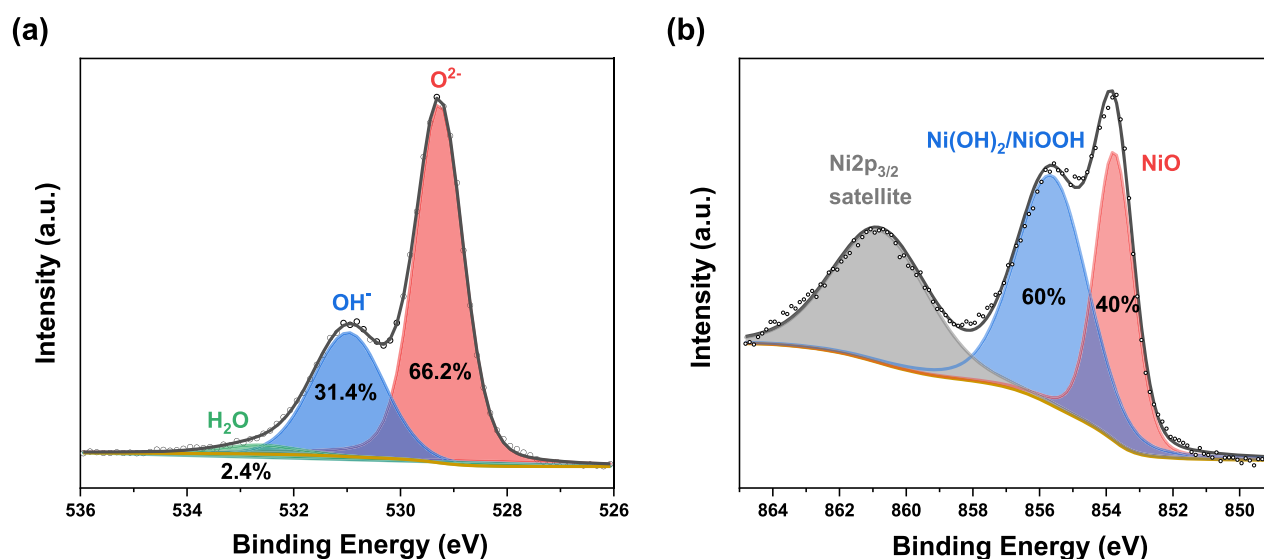 (a)
O²⁻
OH⁻
66.2%
31.4%
H₂O
2.4%
536
534
532
530
528
526
Binding Energy (eV)
Intensity (a.u.)
(b)
Ni(OH)₂/NiOOH
NiO
Ni2p₃/₂
satellite
60%
40%
864
862
860
858
856
854
852
850
Binding Energy (eV)
Intensity (a.u.)